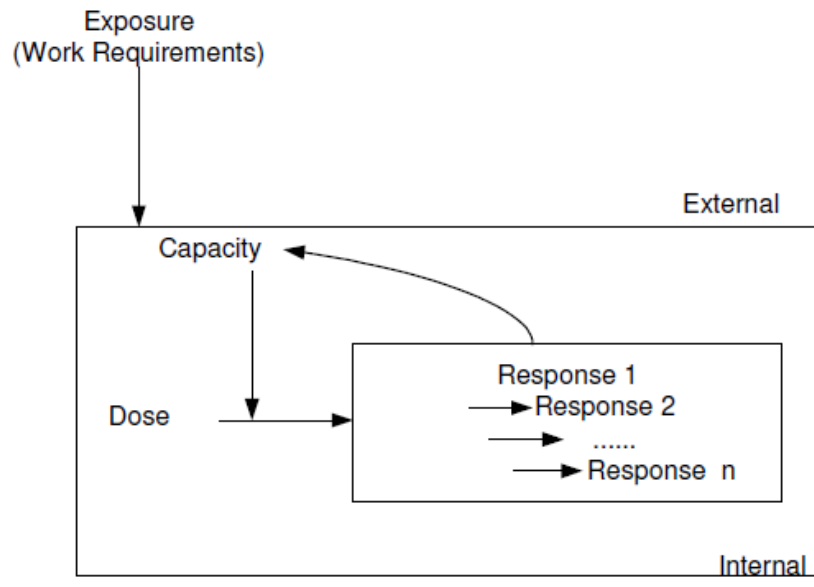 Exposure
(Work Requirements)
External
Capacity
Response 1
Dose
Response 2
......
Response n
Internal